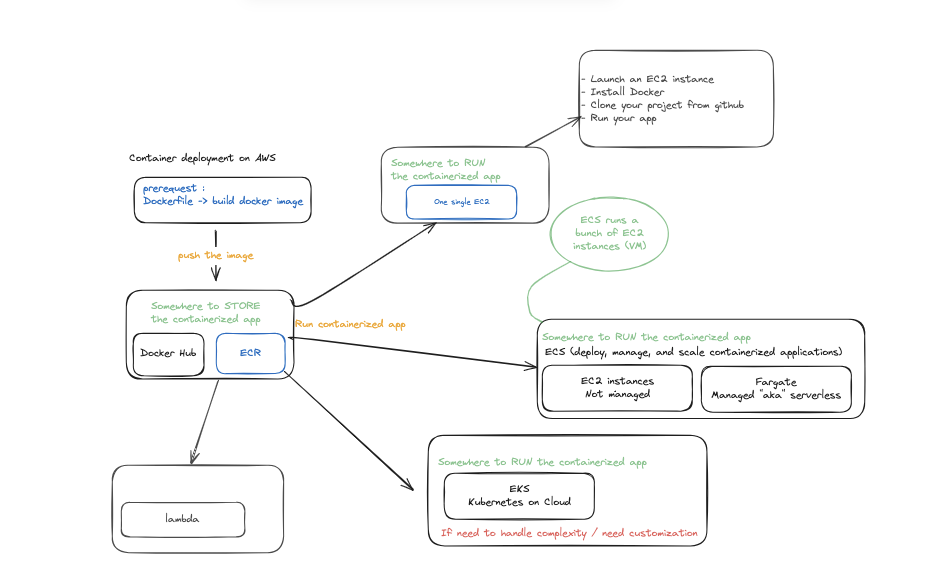 - Launch an EC2 instance
- Install Docker
- Clone your project from github
- Run your app
Container deployment on AWS
prerequest :
Dockerfile -> build docker image
Somewhere to RUN
the containerized app
One single EC2
ECS runs a
bunch of EC2
instances (VM)
push the image
Somewhere to STORE
the containerized app
Docker Hub
ECR
Run containerized app
Somewhere to RUN the containerized app
ECS (deploy, manage, and scale containerized applications)
EC2 instances
Not managed
Fargate
Managed "aka" serverless
Somewhere to RUN the containerized app
EKS
Kubernetes on Cloud
If need to handle complexity / need customization
lambda